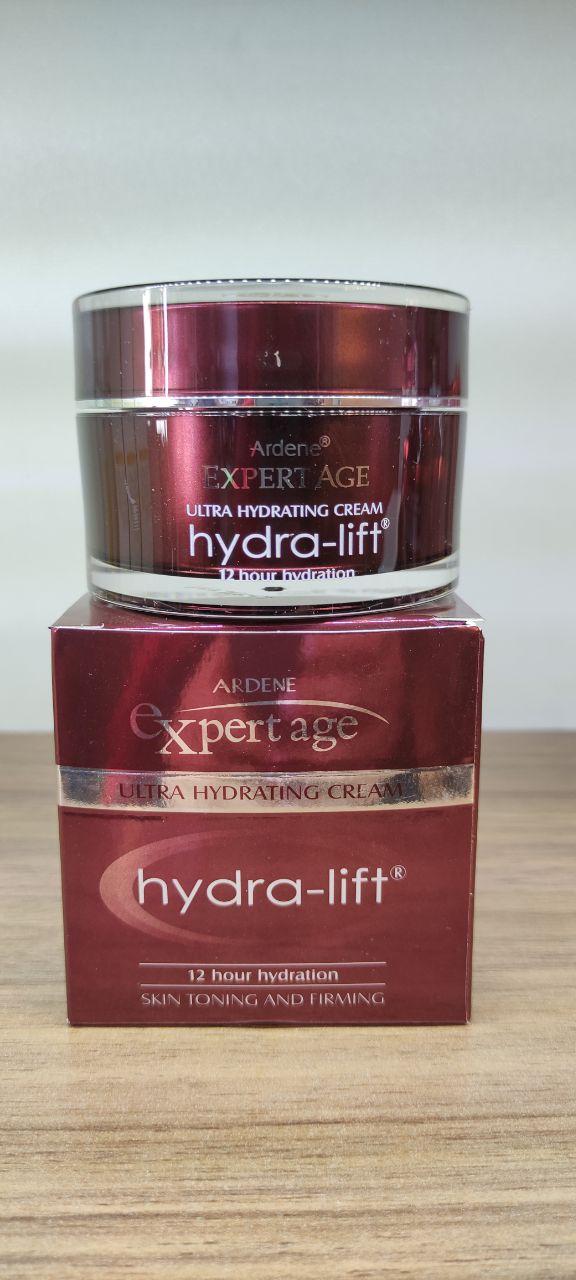 Ardene®
EXPERT AGE
ULTRA HYDRATING CREAM
hydra-lift®
12 hour hydration
ARDENE
expert age
ULTRA HYDRATING CREAM
hydra-lift®
12 hour hydration
SKIN TONING AND FIRMING